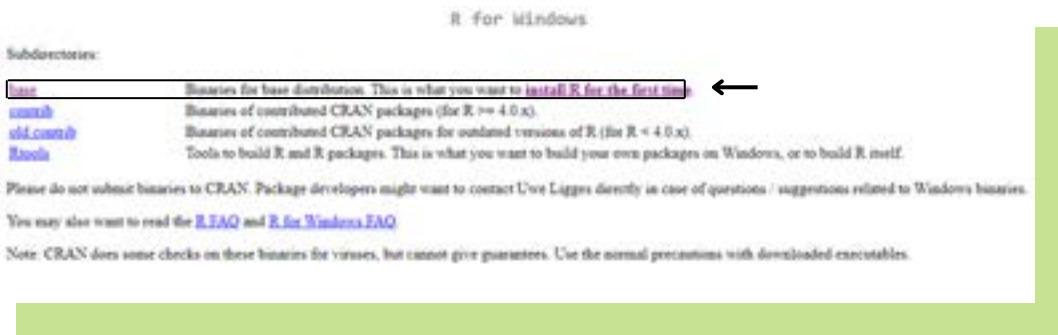 R for Windows
Subdirectories:
base Binaries for base distribution. This is what you want to install R for the first time.
contrib Binaries of contributed CRAN packages (for R >= 4.0.x).
old contrib Binaries of contributed CRAN packages for outdated versions of R (for R < 4.0.x).
Rtools Tools to build R and R packages. This is what you want to build your own packages on Windows, or to build R itself.
Please do not submit binaries to CRAN. Package developers might want to contact Uwe Ligges directly in case of questions / suggestions related to Windows binaries.
You may also want to read the R FAQ and R for Windows FAQ.
Note: CRAN does some checks on these binaries for viruses, but cannot give guarantees. Use the normal precautions with downloaded executables.